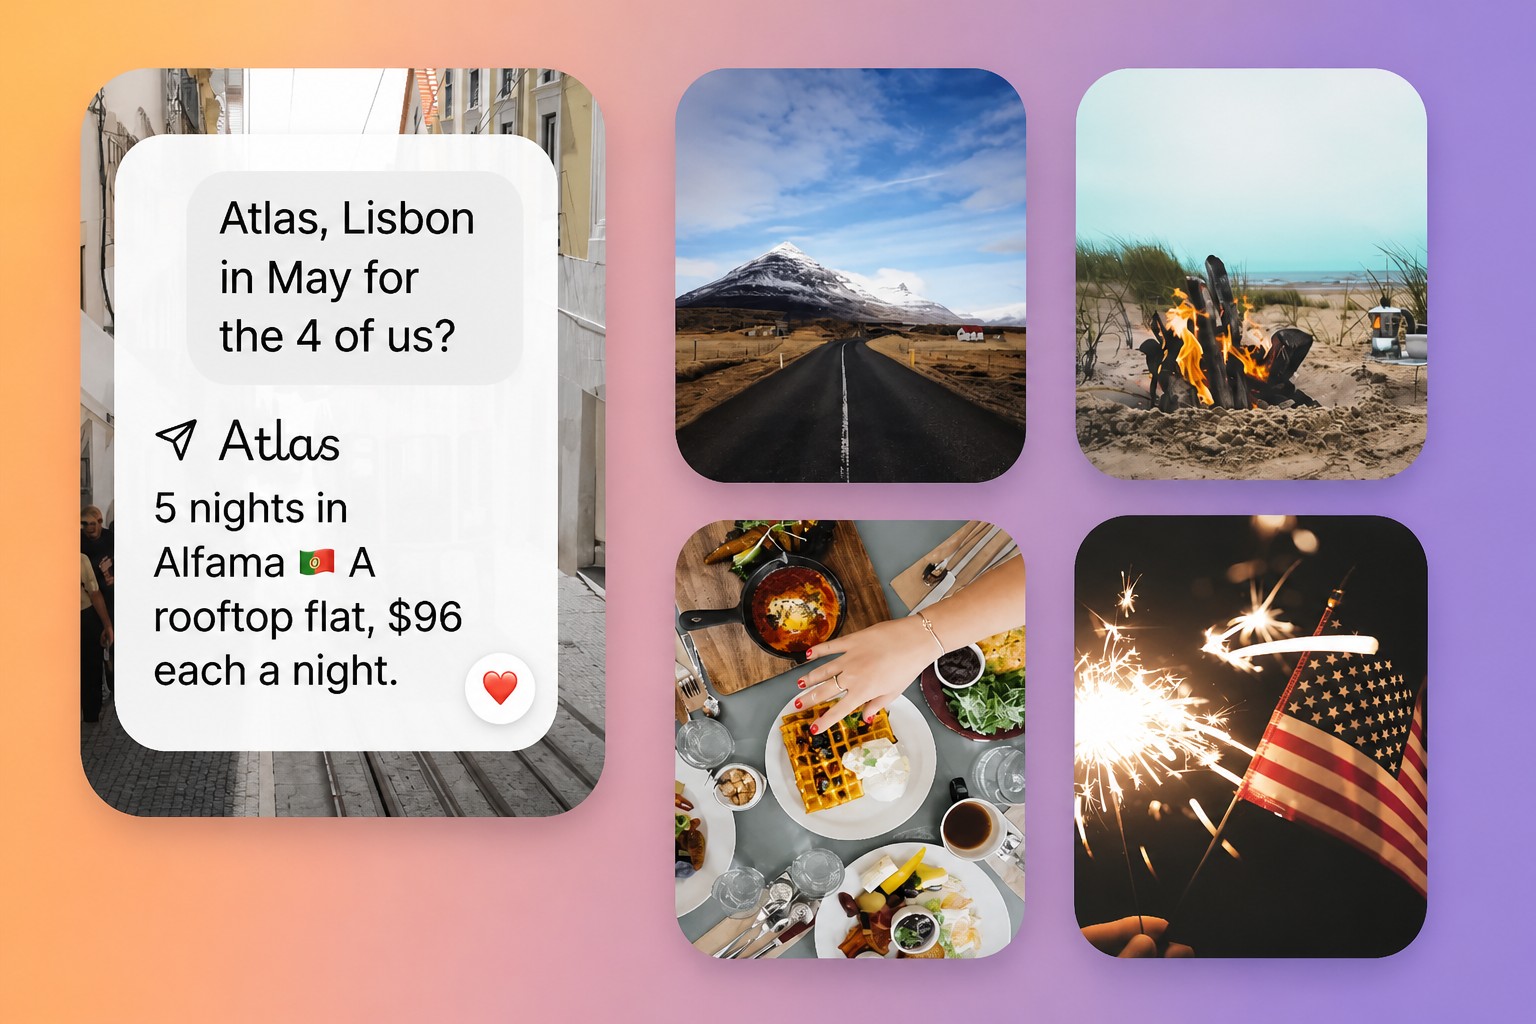 Atlas, Lisbon
in May for
the 4 of us?
Atlas
5 nights in
Alfama 🇵🇹 A
rooftop flat, $96
each a night.